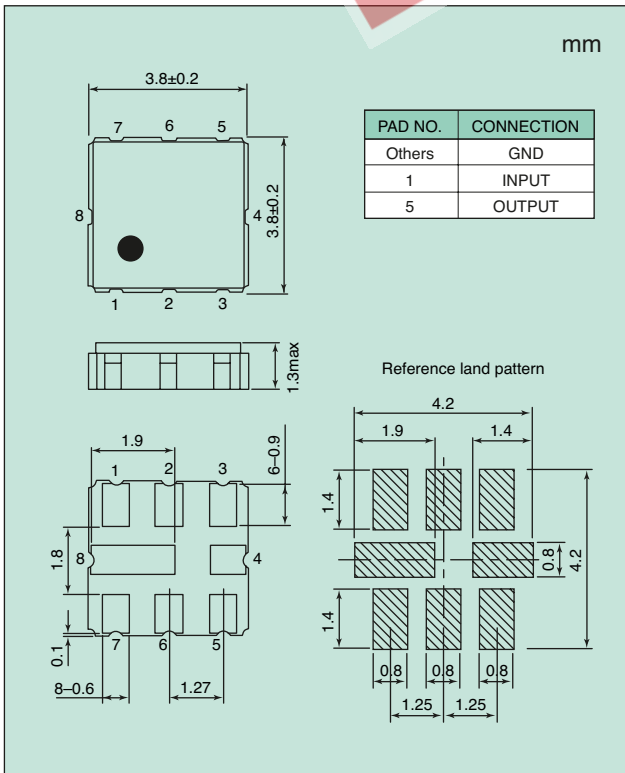 mm
3.8±0.2
7 6 5
8 4
3.8±0.2
1 2 3
PAD NO. CONNECTION
Others GND
1 INPUT
5 OUTPUT
1.3max
1.9
6–0.9
1 2 3
1.8
8 4
0.1
7 6 5
8–0.6
1.27
Reference land pattern
4.2
1.9 1.4
1.4
0.8
4.2
1.4
0.8 0.8 0.8
1.25 1.25